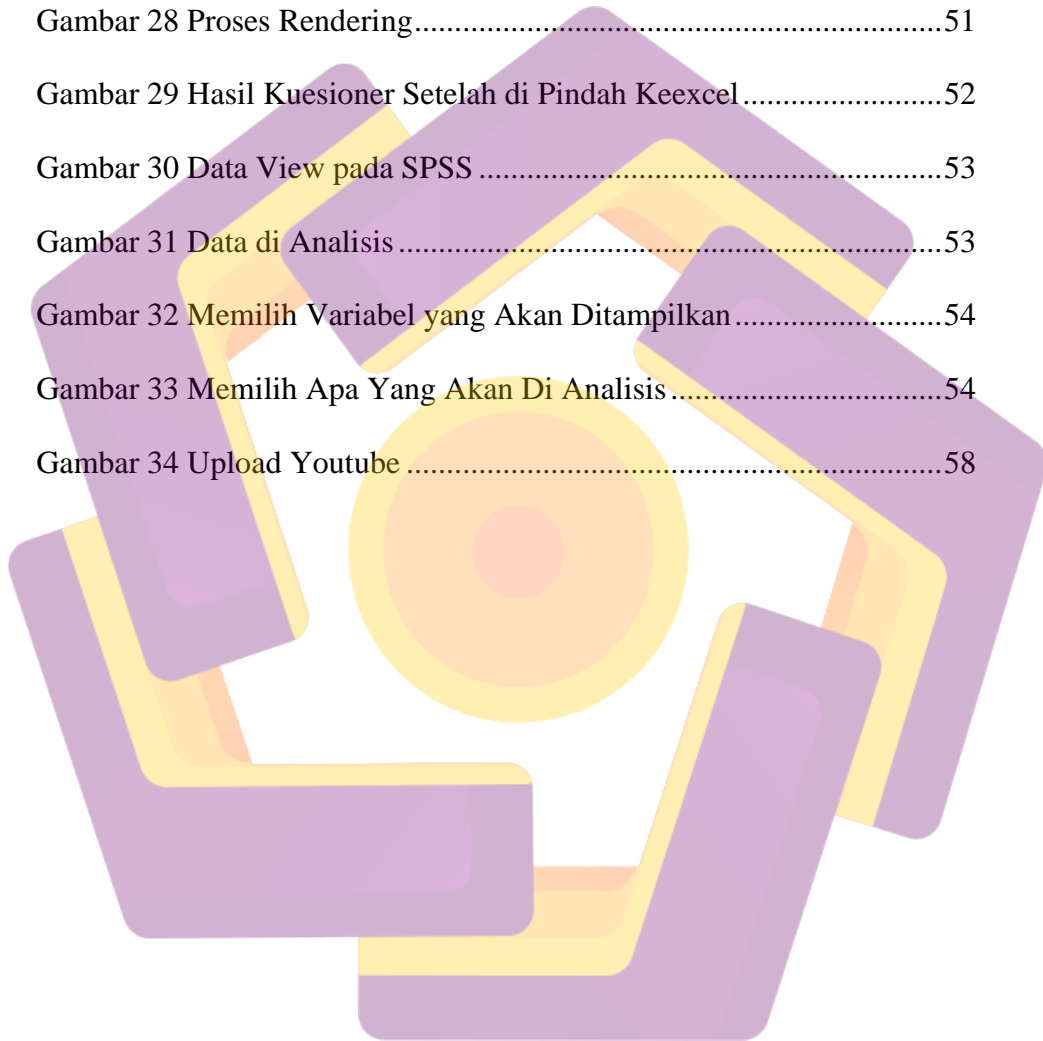 Gambar 28 Proses Rendering........................................................51
Gambar 29 Hasil Kuesioner Setelah di Pindah Keexcel.....................52
Gambar 30 Data View pada SPSS.................................................53
Gambar 31 Data di Analisis..........................................................53
Gambar 32 Memilih Variabel yang Akan Ditampilkan......................54
Gambar 33 Memilih Apa Yang Akan Di Analisis.............................54
Gambar 34 Upload Youtube.........................................................58